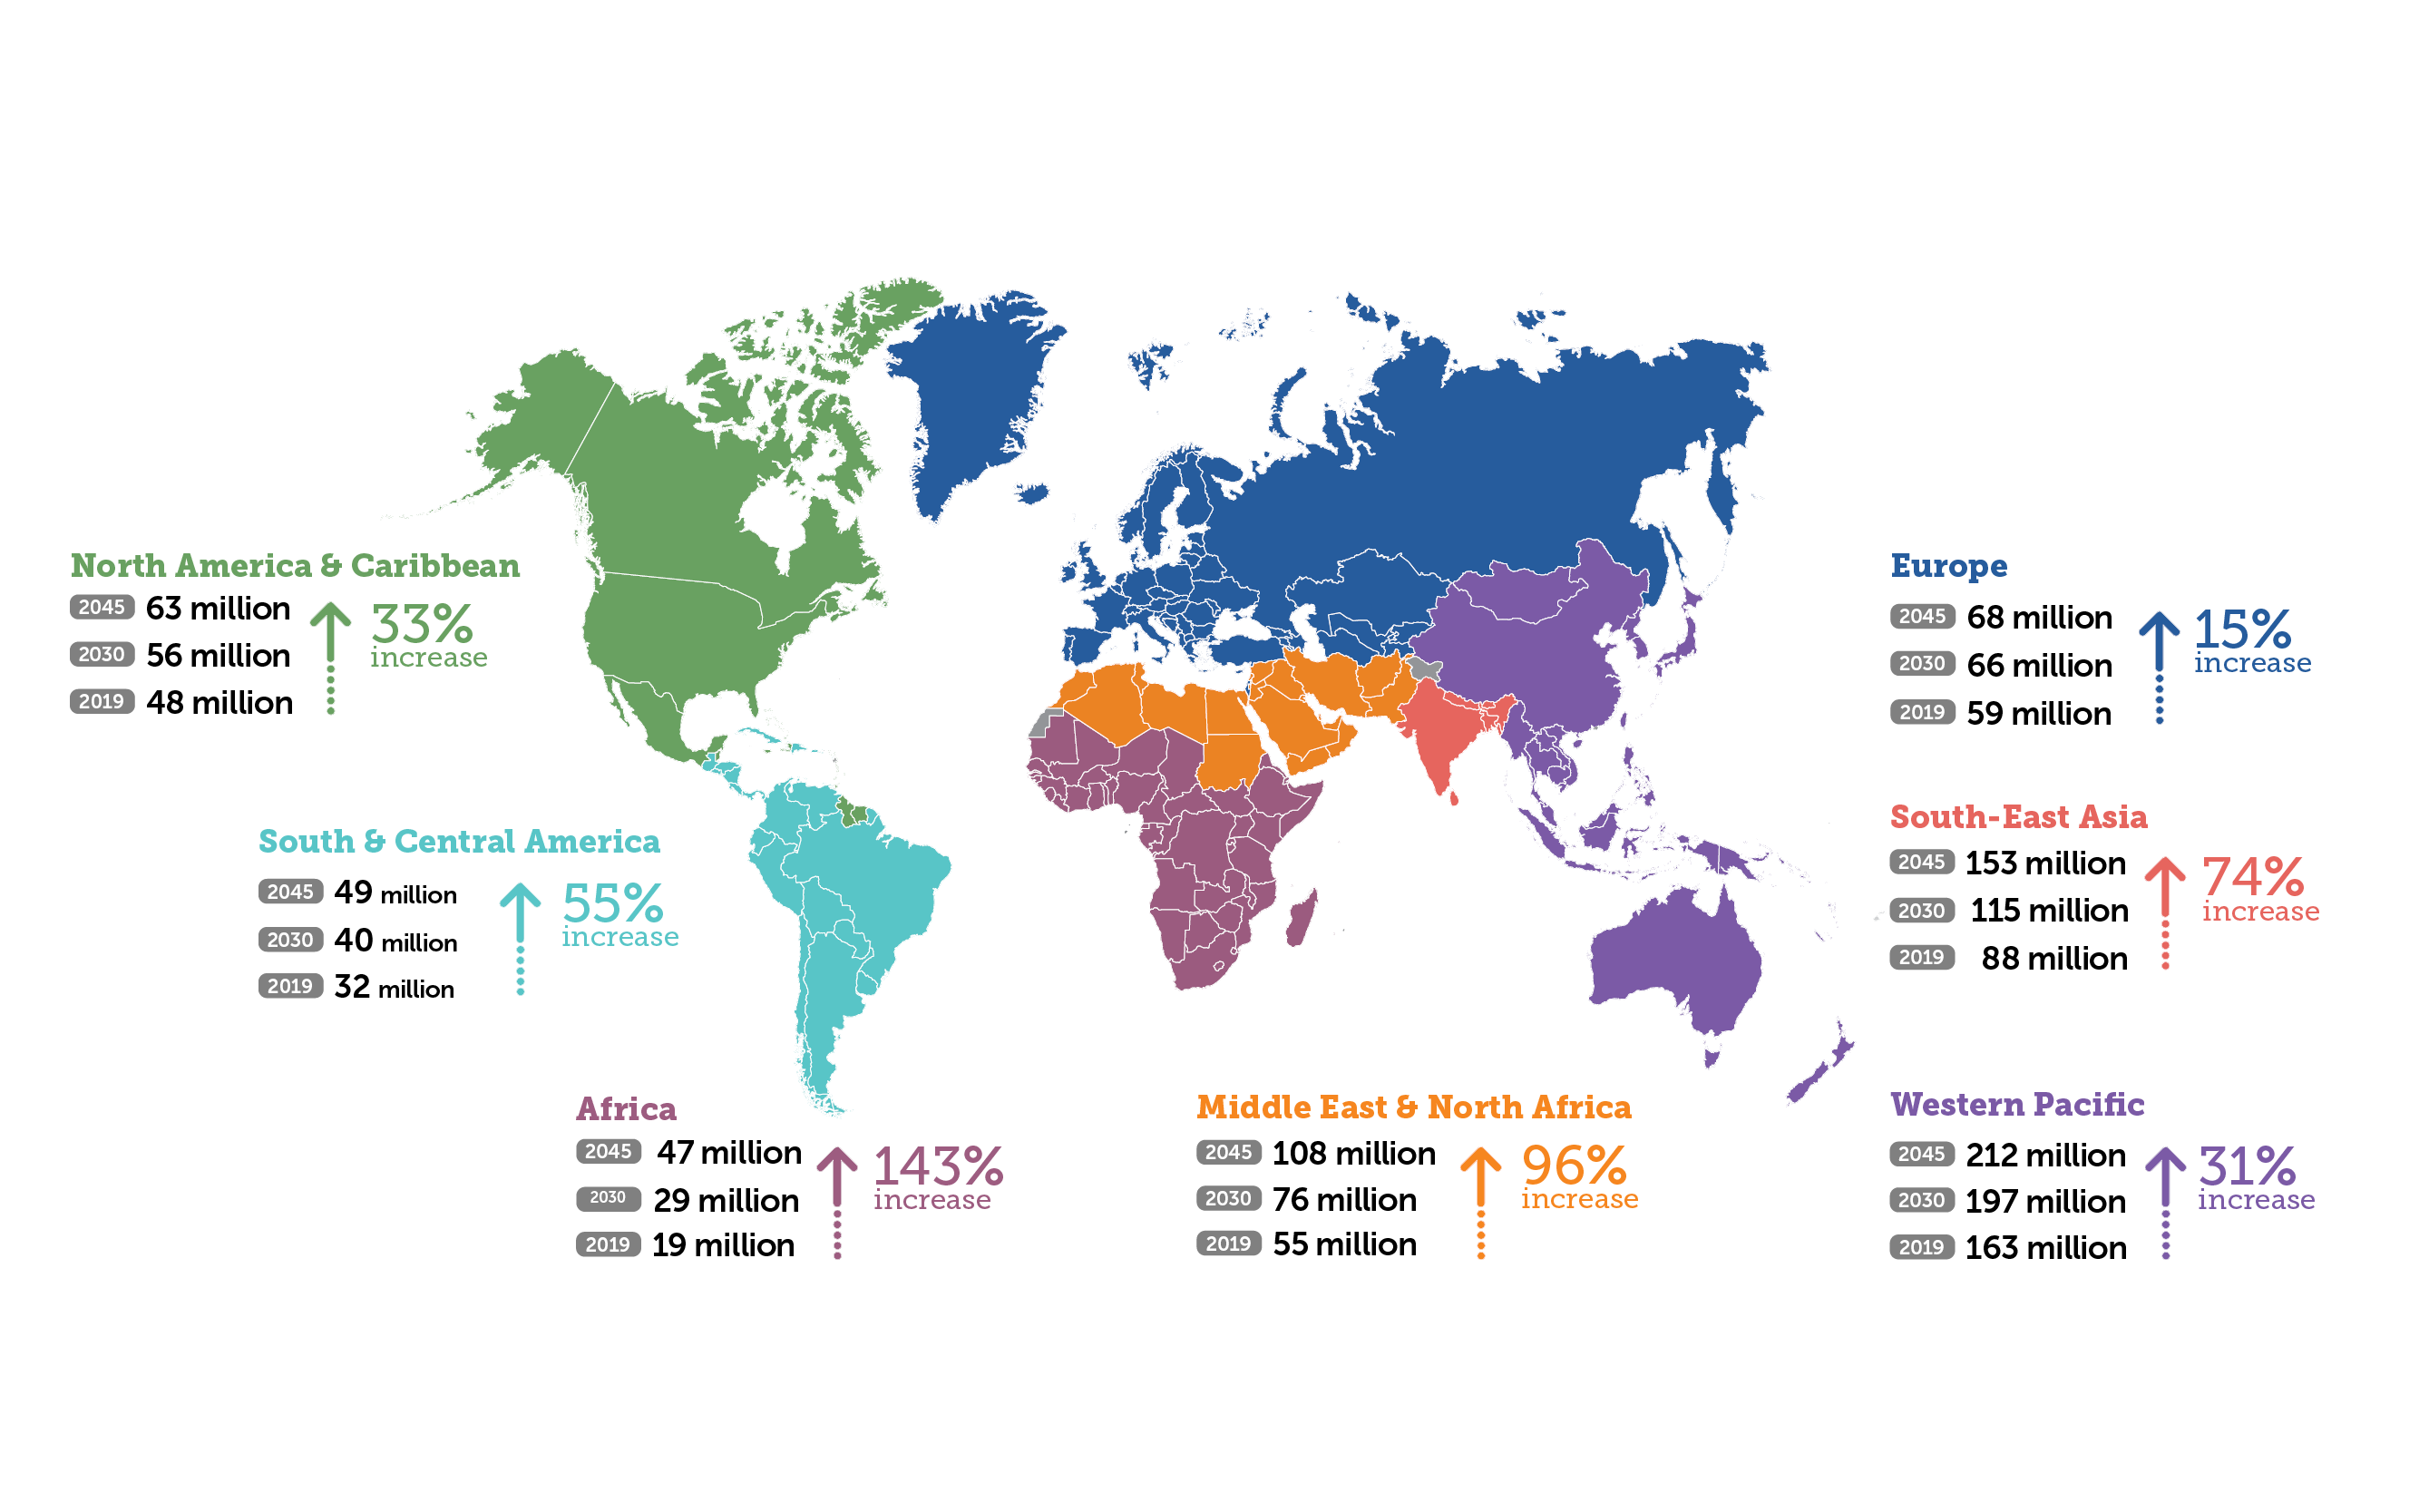 North America & Caribbean
2045 63 million
2030 56 million
2019 48 million
33%
increase
South & Central America
2045 49 million
2030 40 million
2019 32 million
55%
increase
Africa
2045 47 million
2030 29 million
2019 19 million
143%
increase
Middle East & North Africa
2045 108 million
2030 76 million
2019 55 million
96%
increase
Europe
2045 68 million
2030 66 million
2019 59 million
15%
increase
South-East Asia
2045 153 million
2030 115 million
2019 88 million
74%
increase
Western Pacific
2045 212 million
2030 197 million
2019 163 million
31%
increase